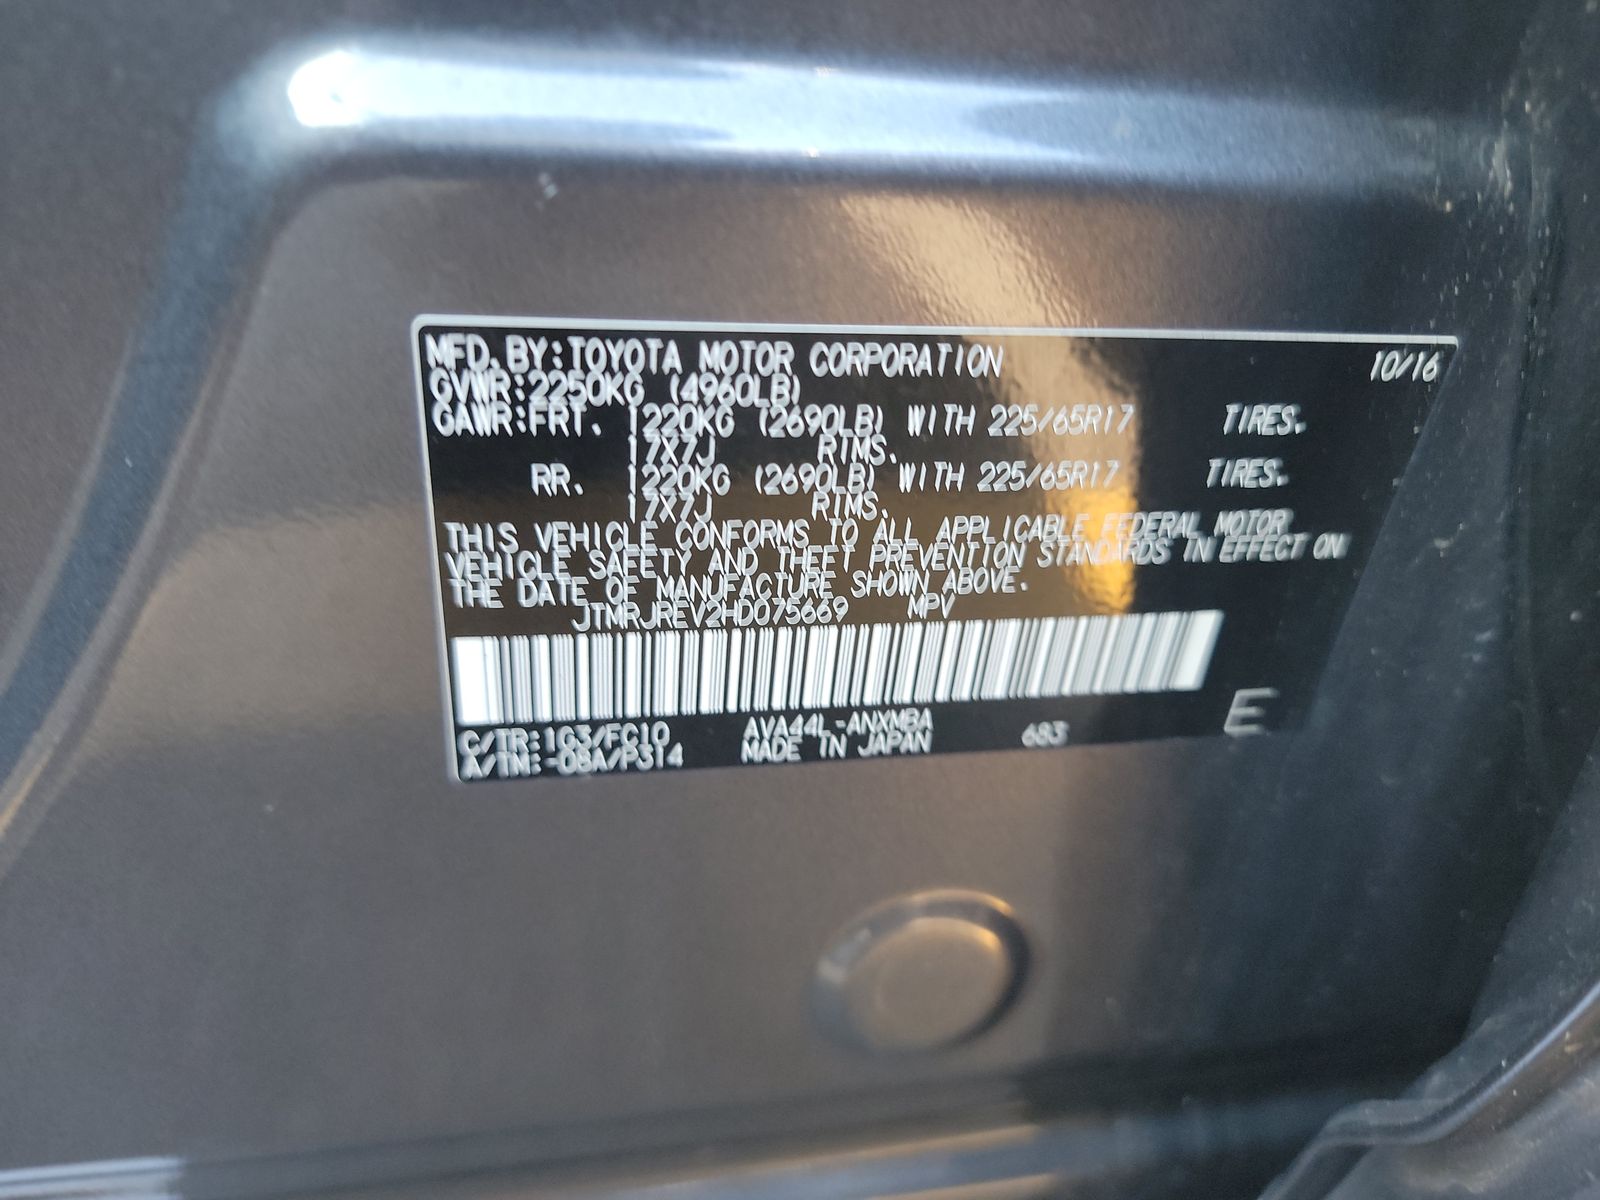 MFD. BY: TOYOTA MOTOR CORPORATION 10/16
GVWR: 2250KG (4960LB)
GAWR: FRT. 1220KG (2690LB) WITH 225/65R17 TIRES.
17X7J RIMS.
RR. 1220KG (2690LB) WITH 225/65R17 TIRES.
17X7J RIMS.
THIS VEHICLE CONFORMS TO ALL APPLICABLE FEDERAL MOTOR
VEHICLE SAFETY AND THEFT PREVENTION STANDARDS IN EFFECT ON
THE DATE OF MANUFACTURE SHOWN ABOVE.
JTMRJREV2HD075669 MPV
C/TR: 1G3/FC10 AVA44L-ANXMBA 683 E
A/TM: -08A/P314 MADE IN JAPAN